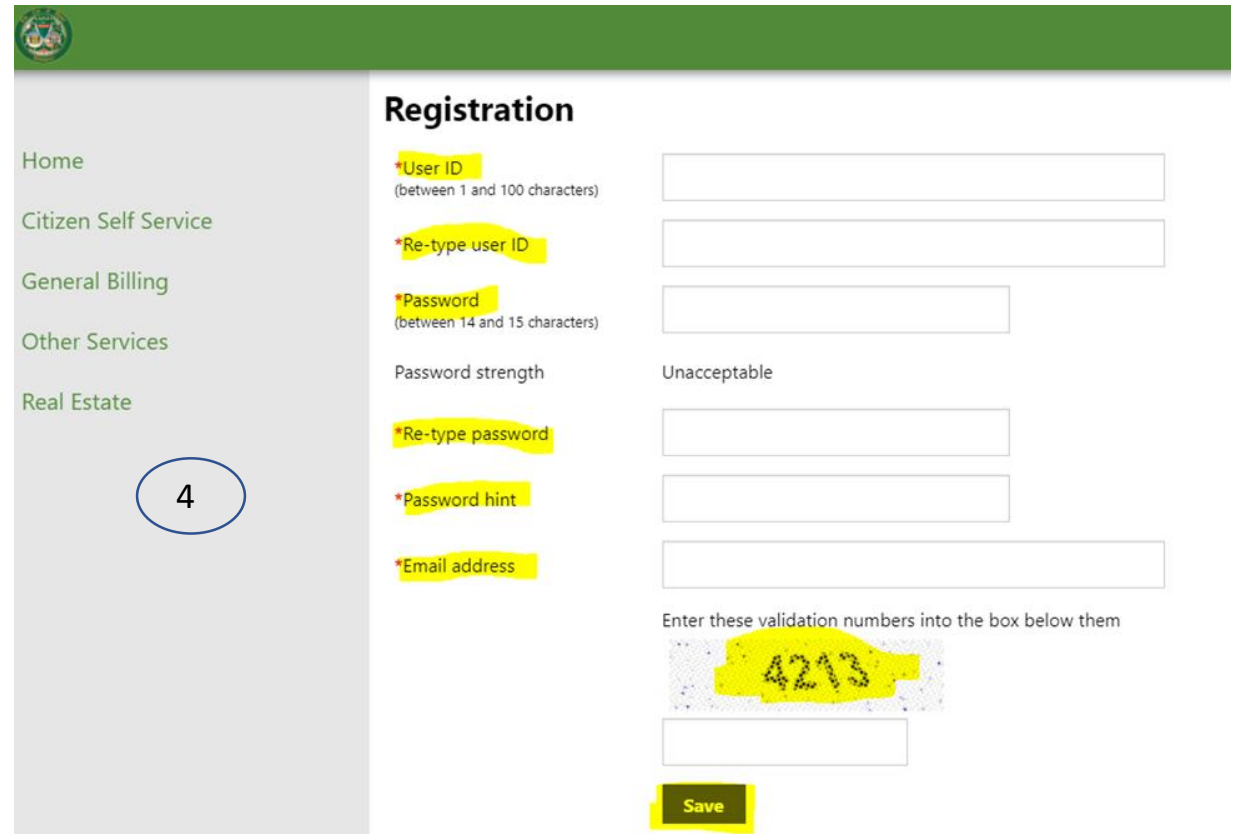 Registration
Home
Citizen Self Service
General Billing
Other Services
Real Estate
4
*User ID
(between 1 and 100 characters)
*Re-type user ID
*Password
(between 14 and 15 characters)
Password strength Unacceptable
*Re-type password
*Password hint
*Email address
Enter these validation numbers into the box below them
4213
Save